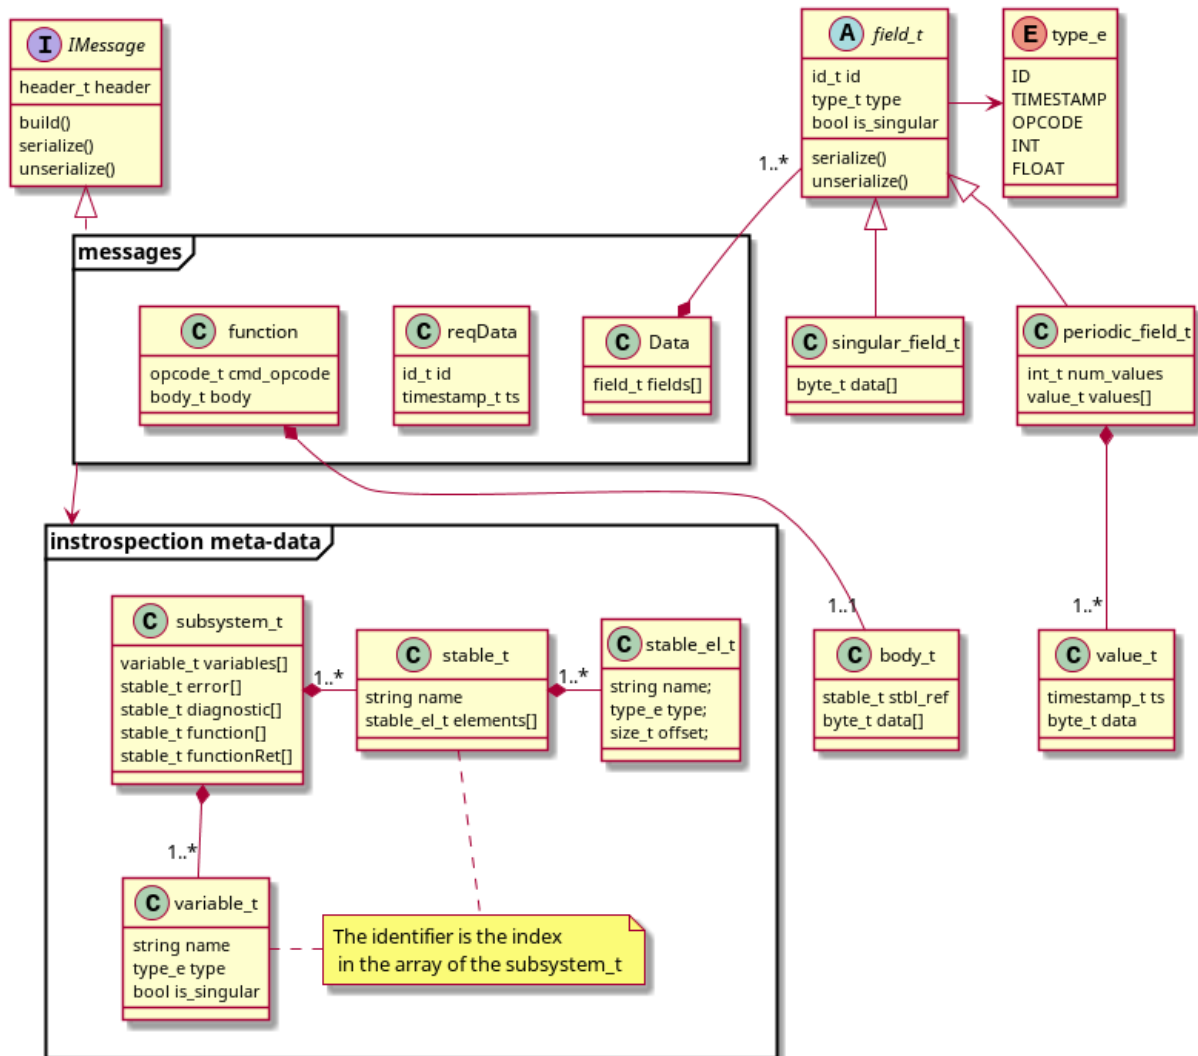 I IMessage
header_t header
build()
serialize()
unserialize()
A field_t
id_t id
type_t type
bool is_singular
serialize()
unserialize()
E type_e
ID
TIMESTAMP
OPCODE
INT
FLOAT
1..*
messages
C function
opcode_t cmd_opcode
body_t body
C reqData
id_t id
timestamp_t ts
C Data
field_t fields[]
C singular_field_t
byte_t data[]
C periodic_field_t
int_t num_values
value_t values[]
instrospection meta-data
C subsystem_t
variable_t variables[]
stable_t error[]
stable_t diagnostic[]
stable_t function[]
stable_t functionRet[]
1..*
C stable_t
string name
stable_el_t elements[]
1..*
C stable_el_t
string name;
type_e type;
size_t offset;
1..1
C body_t
stable_t stbl_ref
byte_t data[]
1..*
C value_t
timestamp_t ts
byte_t data
1..*
C variable_t
string name
type_e type
bool is_singular
The identifier is the index
in the array of the subsystem_t